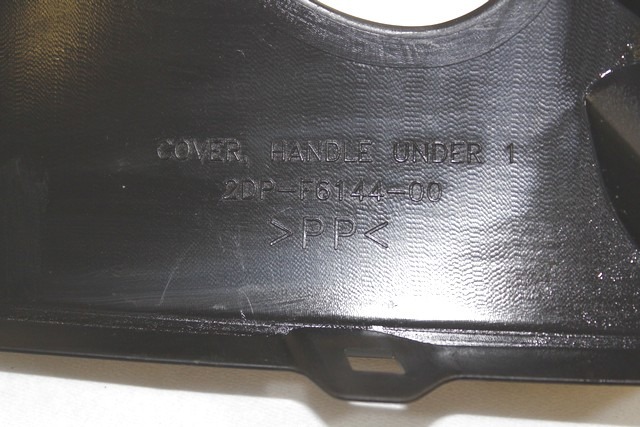 COVER, HANDLE UNDER 1
2DP-F6144-00
>PP<